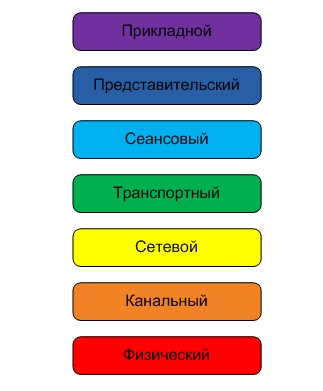 Прикладной
Представительский
Сеансовый
Транспортный
Сетевой
Канальный
Физический